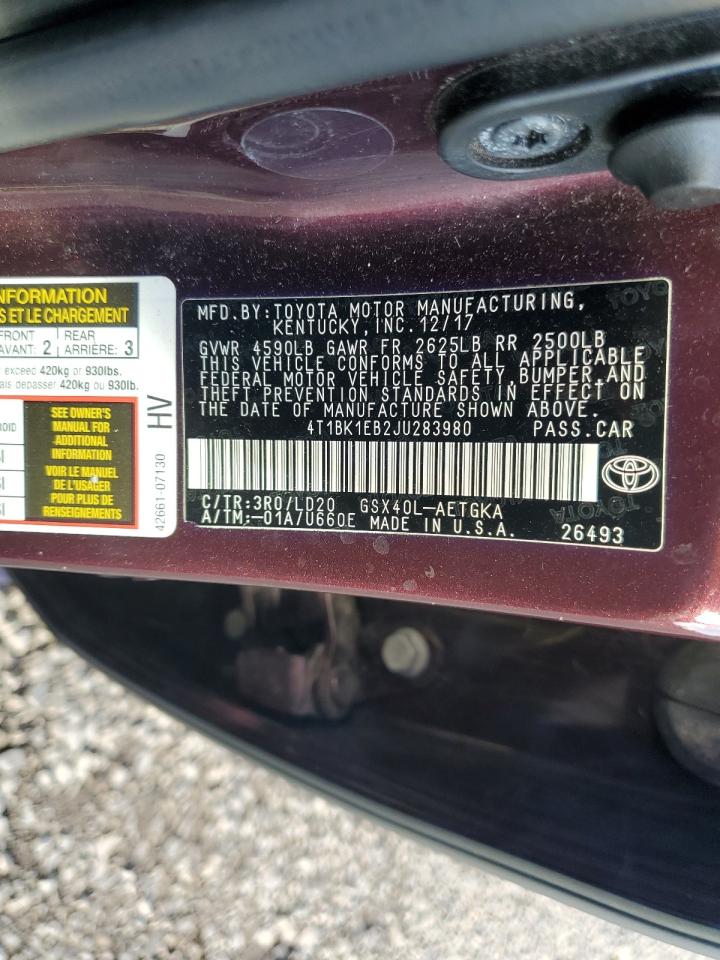 NFORMATION
S ET LE CHARGEMENT
FRONT
AVANT: 2
REAR
ARRIÈRE: 3
exceed 420kg or 930lbs.
ais dépasser 420kg ou 930lb.
SEE OWNER'S
MANUAL FOR
ADDITIONAL
INFORMATION
VOIR LE MANUEL
DE L'USAGER
POUR PLUS DE
RENSEIGNEMENTS
HV
42661-07130
MFD.BY:TOYOTA MOTOR MANUFACTURING,
KENTUCKY,INC.12/17
GVWR 4590LB GAWR FR 2625LB RR 2500LB
THIS VEHICLE CONFORMS TO ALL APPLICABLE
FEDERAL MOTOR VEHICLE SAFETY,BUMPER,AND
THEFT PREVENTION STANDARDS IN EFFECT ON
THE DATE OF MANUFACTURE SHOWN ABOVE.
4T1BK1EB2JU283980 PASS.CAR
C/TR:3R0/LD20 GSX40L-AETGKA
A/TM:-01A/U660E MADE IN U.S.A. 26493
TOYOTA